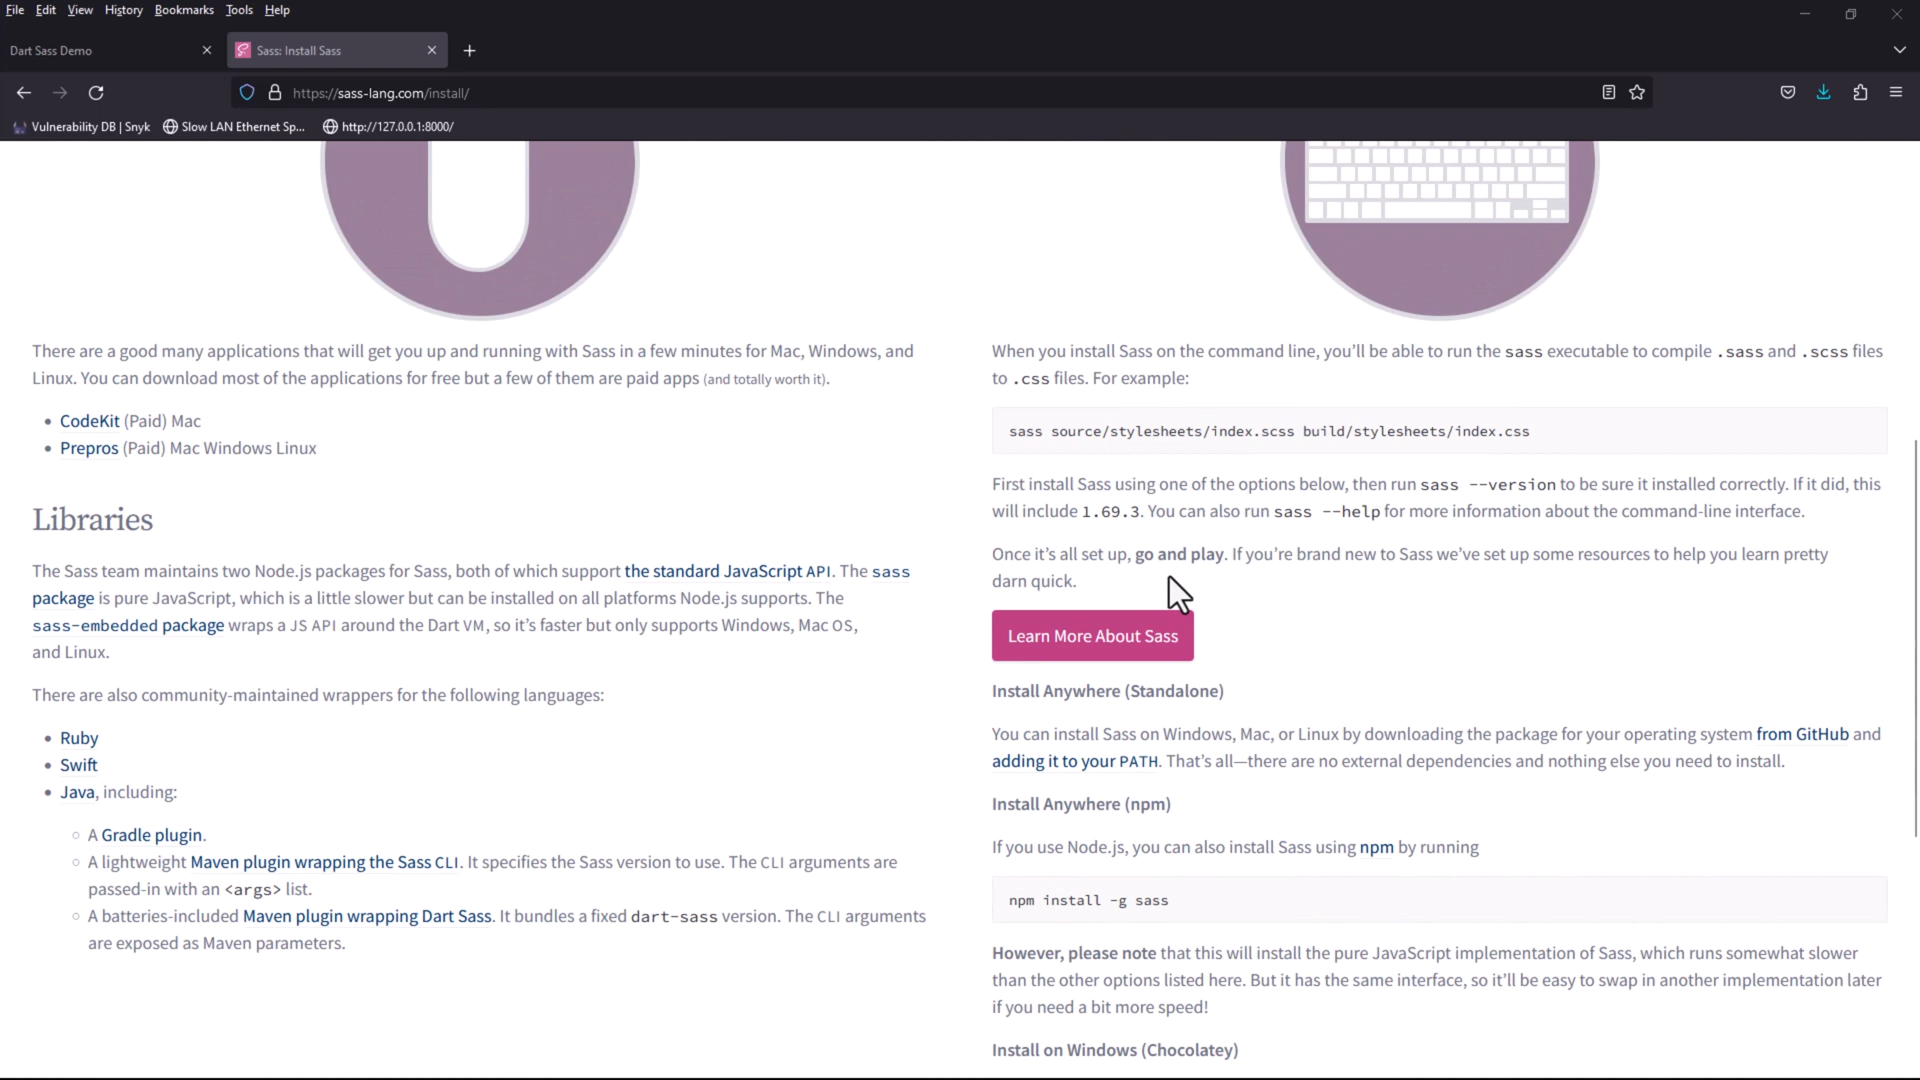 File Edit View History Bookmarks Tools Help
Dart Sass Demo
Sass: Install Sass
https://sass-lang.com/install/
Vulnerability DB | Snyk
Slow LAN Ethernet Sp...
http://127.0.0.1:8000/
There are a good many applications that will get you up and running with Sass in a few minutes for Mac, Windows, and
Linux. You can download most of the applications for free but a few of them are paid apps (and totally worth it).
• CodeKit (Paid) Mac
• Prepros (Paid) Mac Windows Linux
Libraries
The Sass team maintains two Node.js packages for Sass, both of which support the standard JavaScript API. The sass
package is pure JavaScript, which is a little slower but can be installed on all platforms Node.js supports. The
sass-embedded package wraps a JS API around the Dart VM, so it’s faster but only supports Windows, Mac OS,
and Linux.
There are also community-maintained wrappers for the following languages:
• Ruby
• Swift
• Java, including:
○ A Gradle plugin.
○ A lightweight Maven plugin wrapping the Sass CLI. It specifies the Sass version to use. The CLI arguments are
passed-in with an <args> list.
○ A batteries-included Maven plugin wrapping Dart Sass. It bundles a fixed dart-sass version. The CLI arguments
are exposed as Maven parameters.
When you install Sass on the command line, you’ll be able to run the sass executable to compile .sass and .scss files
to .css files. For example:
sass source/stylesheets/index.scss build/stylesheets/index.css
First install Sass using one of the options below, then run sass --version to be sure it installed correctly. If it did, this
will include 1.69.3. You can also run sass --help for more information about the command-line interface.
Once it’s all set up, go and play. If you’re brand new to Sass we’ve set up some resources to help you learn pretty
darn quick.
Learn More About Sass
Install Anywhere (Standalone)
You can install Sass on Windows, Mac, or Linux by downloading the package for your operating system from GitHub and
adding it to your PATH. That’s all—there are no external dependencies and nothing else you need to install.
Install Anywhere (npm)
If you use Node.js, you can also install Sass using npm by running
npm install -g sass
However, please note that this will install the pure JavaScript implementation of Sass, which runs somewhat slower
than the other options listed here. But it has the same interface, so it’ll be easy to swap in another implementation later
if you need a bit more speed!
Install on Windows (Chocolatey)